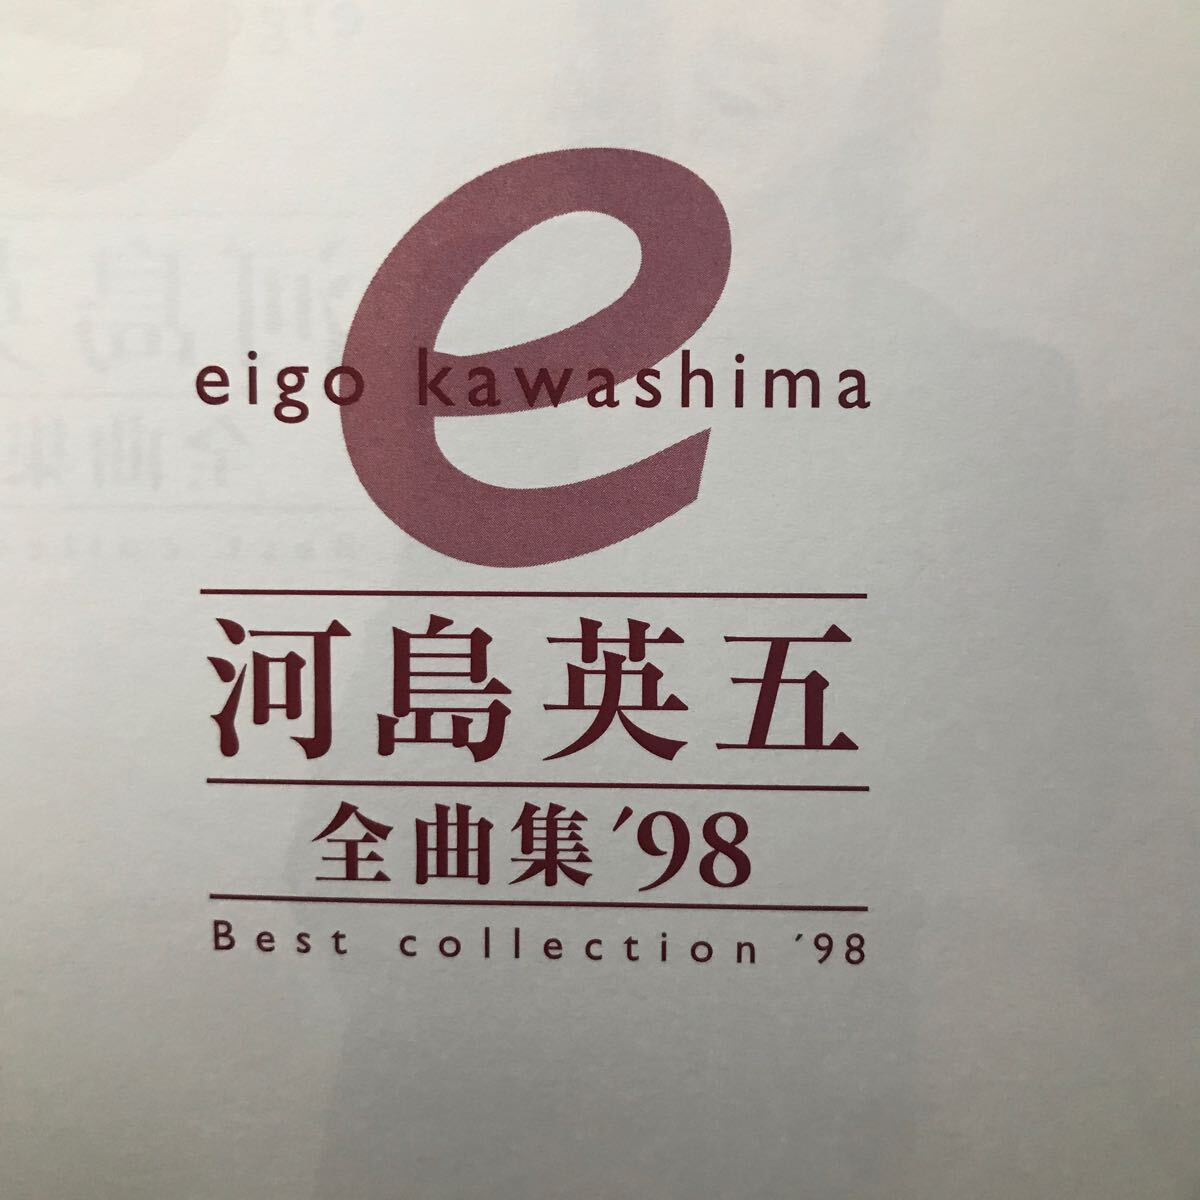 e
eigo kawashima
河島英五
全曲集 '98
Best collection '98